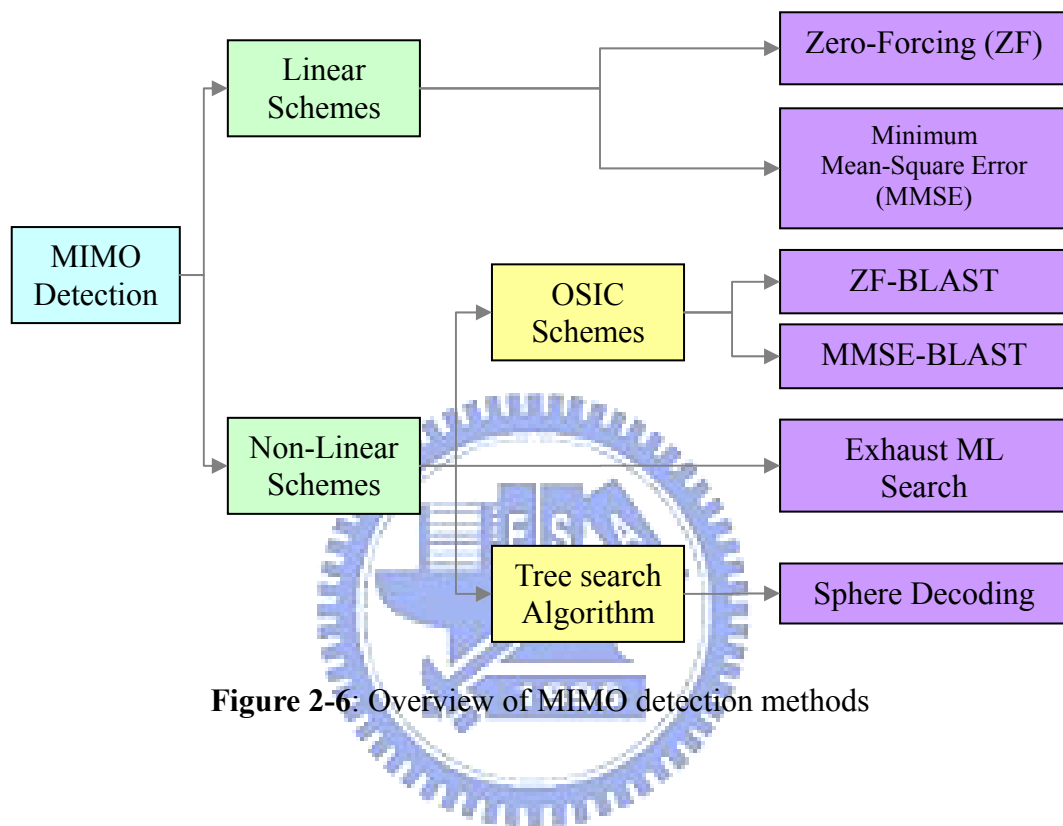 Zero-Forcing (ZF)
Linear
Schemes
Minimum
Mean-Square Error
(MMSE)
MIMO
Detection
OSIC
Schemes
ZF-BLAST
MMSE-BLAST
Non-Linear
Schemes
Exhaust ML
Search
Tree search
Algorithm
Sphere Decoding
Figure 2-6: Overview of MIMO detection methods